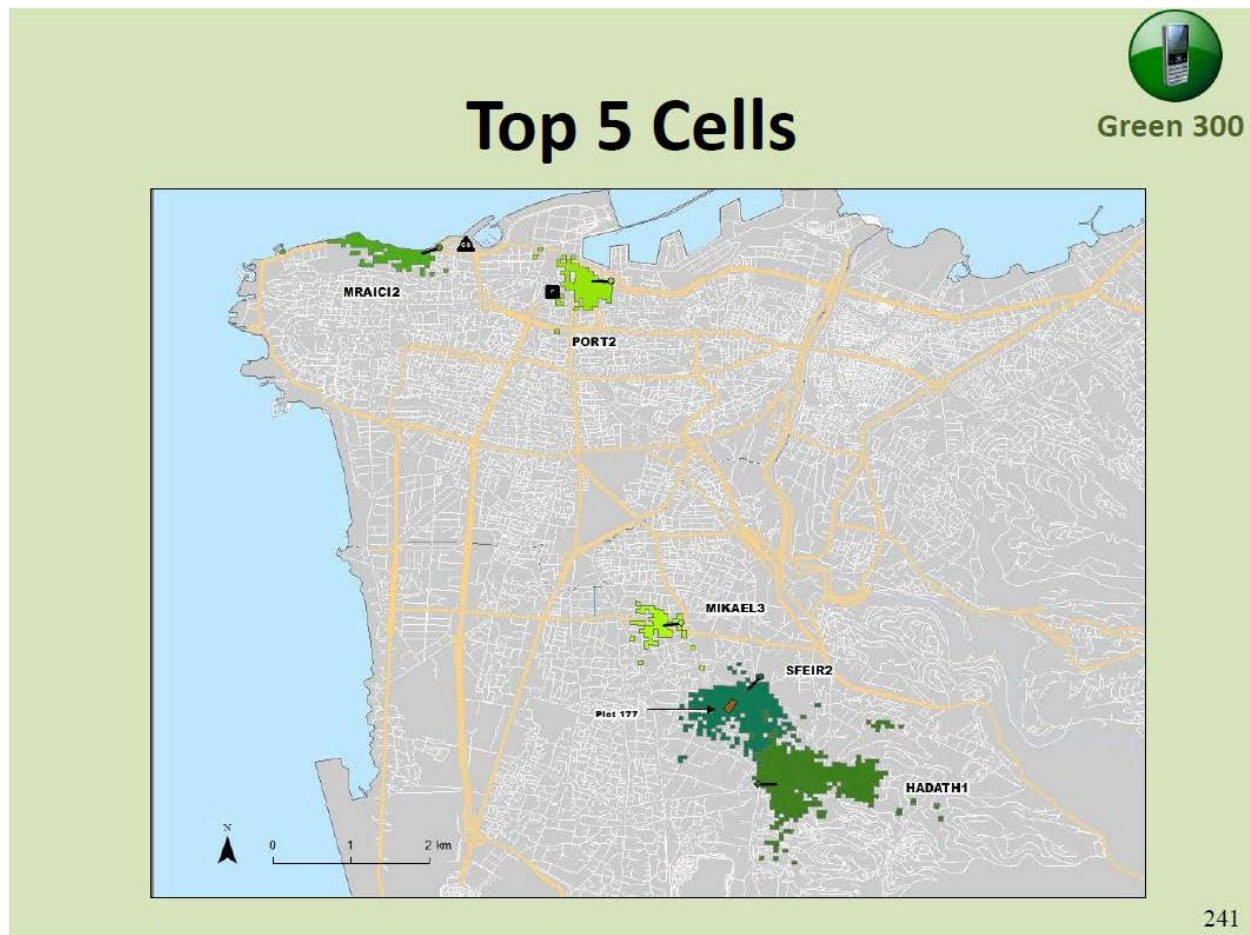 Green 300
Top 5 Cells
MRAICI2
PORT2
MIKAEL3
SFEIR2
Plot 177
HADATH1
N
0 1 2 km
241